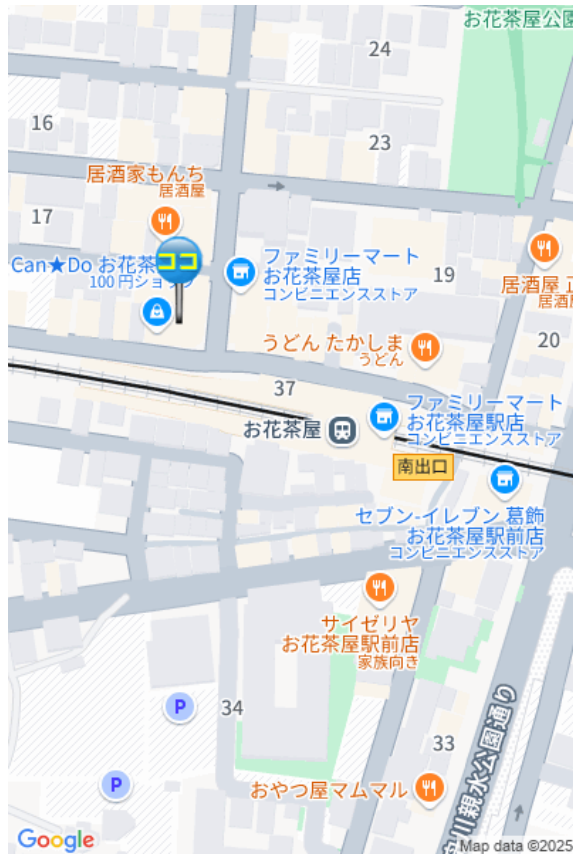 お花茶屋公園
24
16
23
居酒家もんち
居酒屋
17
ココ
Can★Do お花茶
100円ショップ
ファミリーマート
お花茶屋店
コンビニエンスストア
19
居酒屋 正
居酒屋
うどん たかしま
うどん
20
37
ファミリーマート
お花茶屋駅店
コンビニエンスストア
お花茶屋
南出口
セブン-イレブン 葛飾
お花茶屋駅前店
コンビニエンスストア
サイゼリヤ
お花茶屋駅前店
家族向き
P
34
33
川親水公園通り
P
おやつ屋マムマル
Google
Map data ©2025